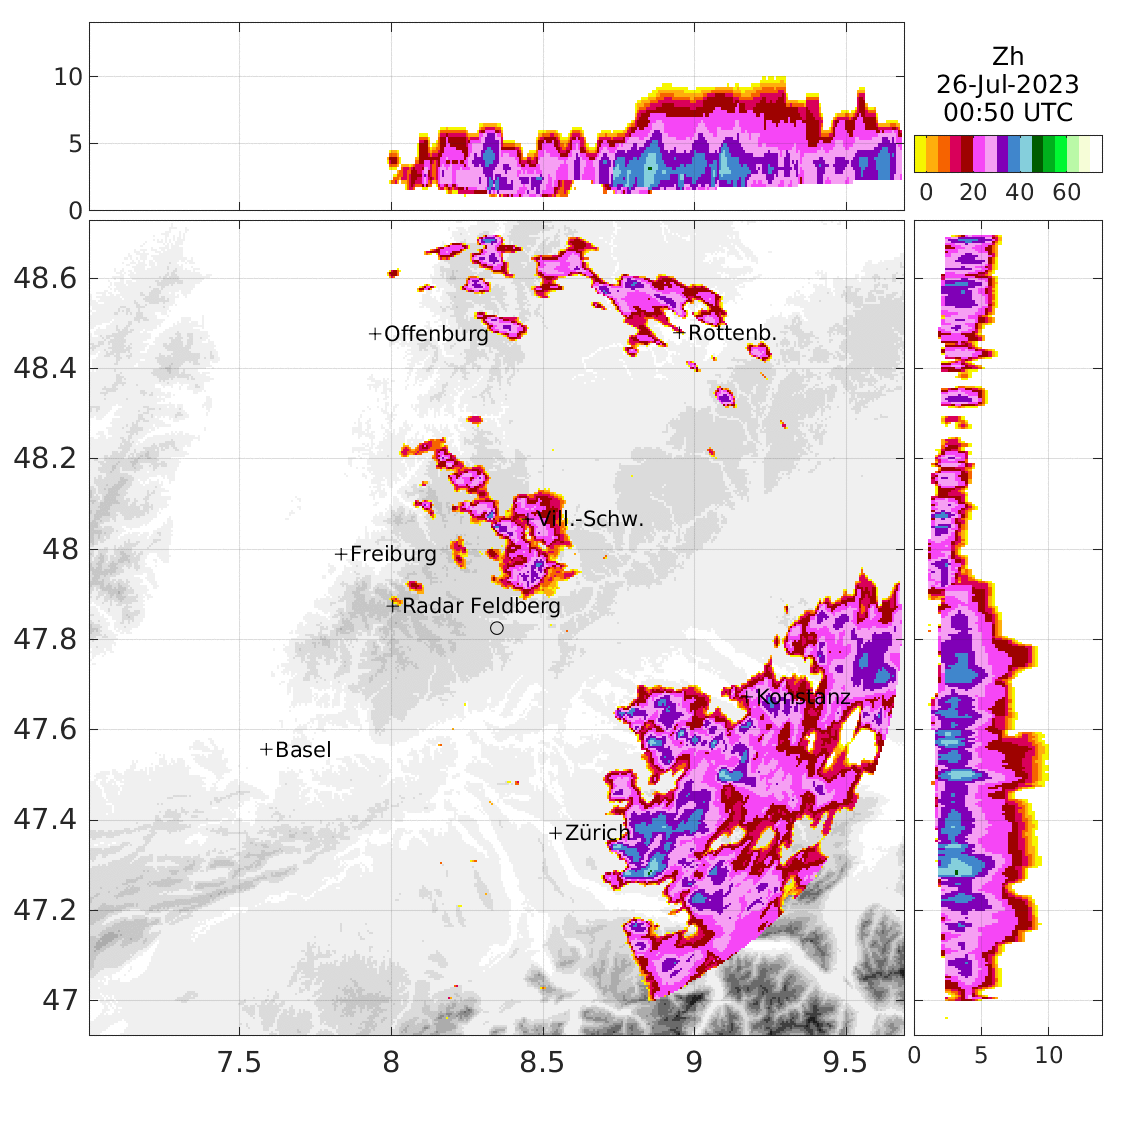 10
5
0
Zh
26-Jul-2023
00:50 UTC
0 20 40 60
48.6
48.4
48.2
48
47.8
47.6
47.4
47.2
47
+Offenburg
+Rottenb.
+Vill.-Schw.
+Freiburg
+Radar Feldberg
+Konstanz
+Basel
+Zürich
7.5 8 8.5 9 9.5
0 5 10